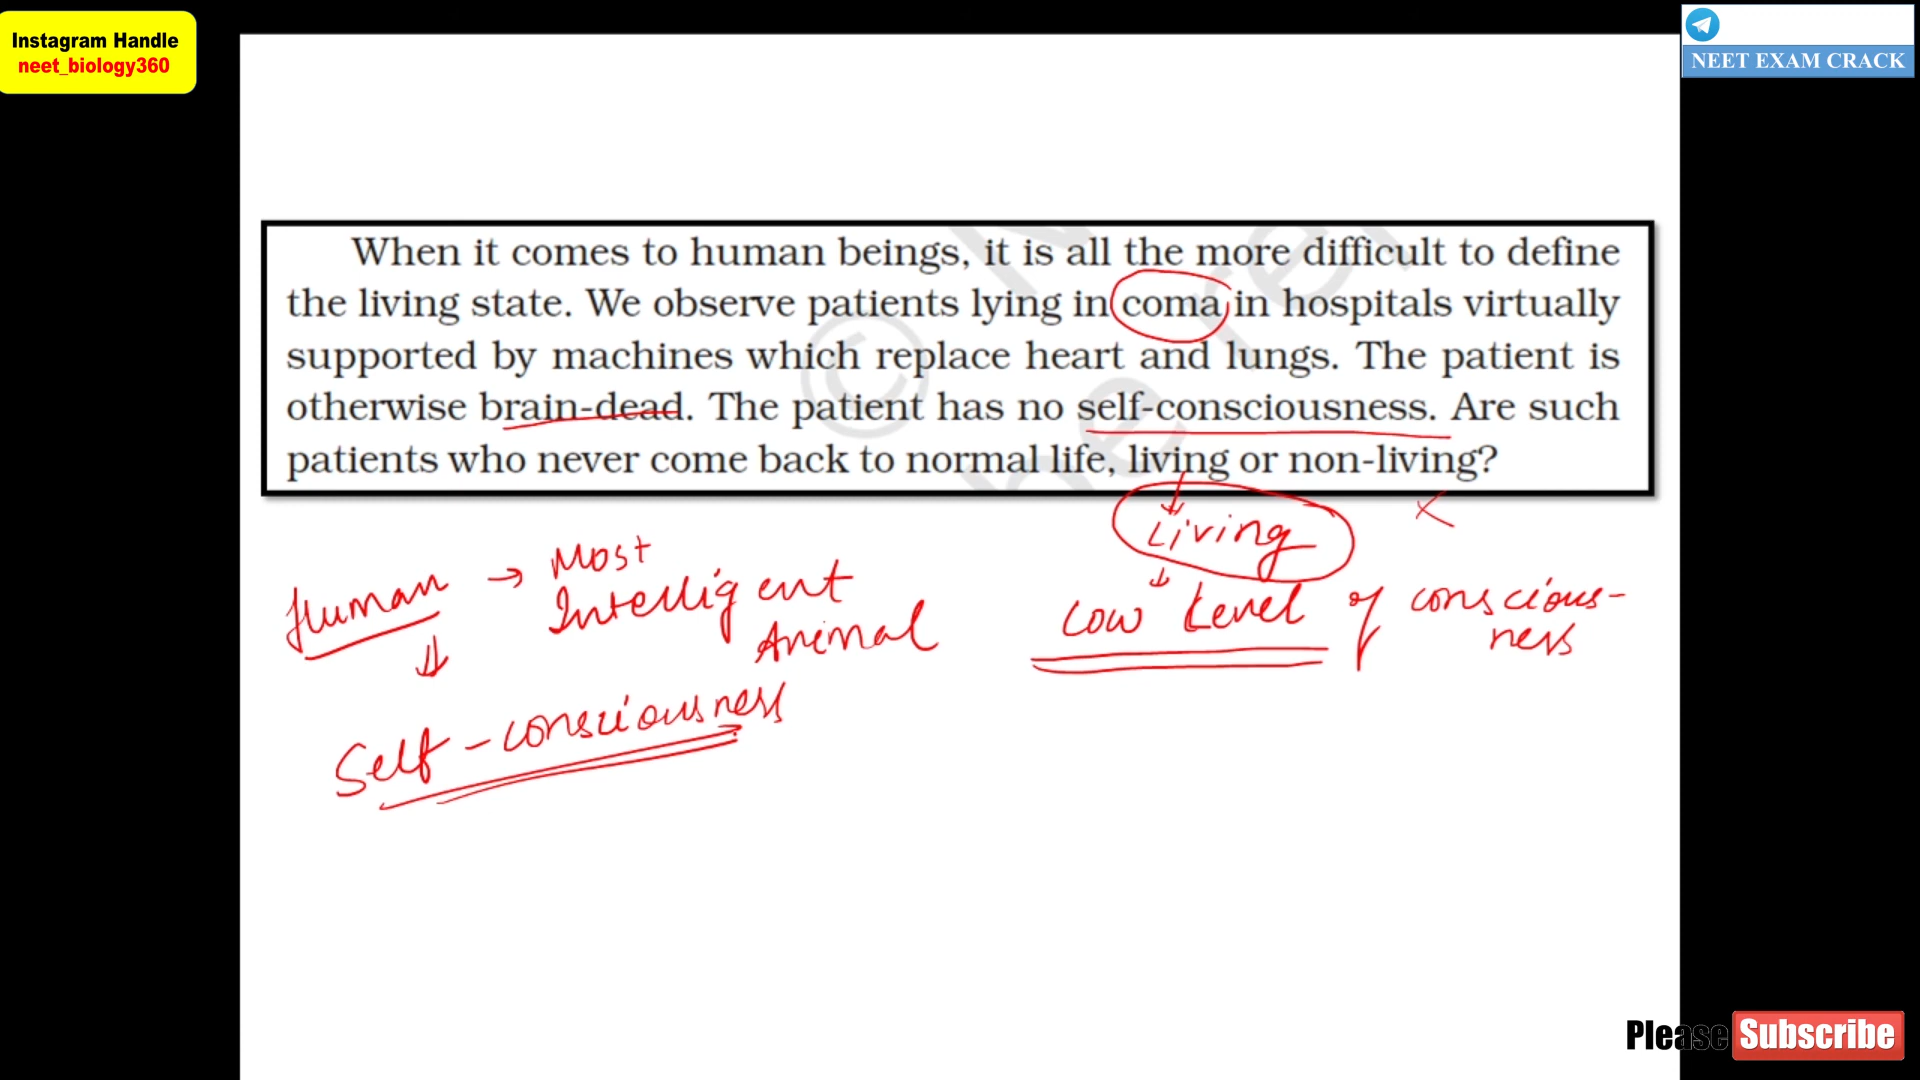 Instagram Handle
neet_biology360
NEET EXAM CRACK
When it comes to human beings, it is all the more difficult to define
the living state. We observe patients lying in coma in hospitals virtually
supported by machines which replace heart and lungs. The patient is
otherwise brain-dead. The patient has no self-consciousness. Are such
patients who never come back to normal life, living or non-living?
Living
Human → Most
Intelligent
Animal
Low Level of conscious-
ness
Self-consciousness
Please Subscribe